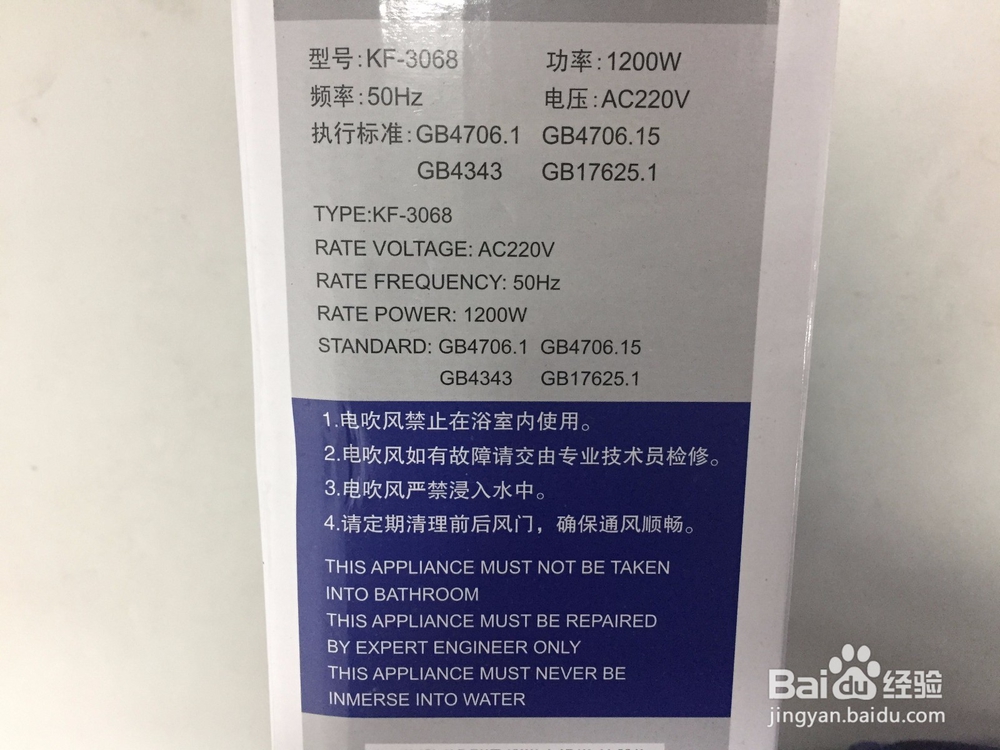 型号:KF-3068 功率:1200W
频率:50Hz 电压:AC220V
执行标准:GB4706.1 GB4706.15
GB4343 GB17625.1
TYPE:KF-3068
RATE VOLTAGE: AC220V
RATE FREQUENCY: 50Hz
RATE POWER: 1200W
STANDARD: GB4706.1 GB4706.15
GB4343 GB17625.1
1.电吹风禁止在浴室内使用。
2.电吹风如有故障请交由专业技术员检修。
3.电吹风严禁浸入水中。
4.请定期清理前后风门，确保通风顺畅。
THIS APPLIANCE MUST NOT BE TAKEN
INTO BATHROOM
THIS APPLIANCE MUST BE REPAIRED
BY EXPERT ENGINEER ONLY
THIS APPLIANCE MUST NEVER BE
INMERSE INTO WATER
Baidu 经验
jingyan.baidu.com